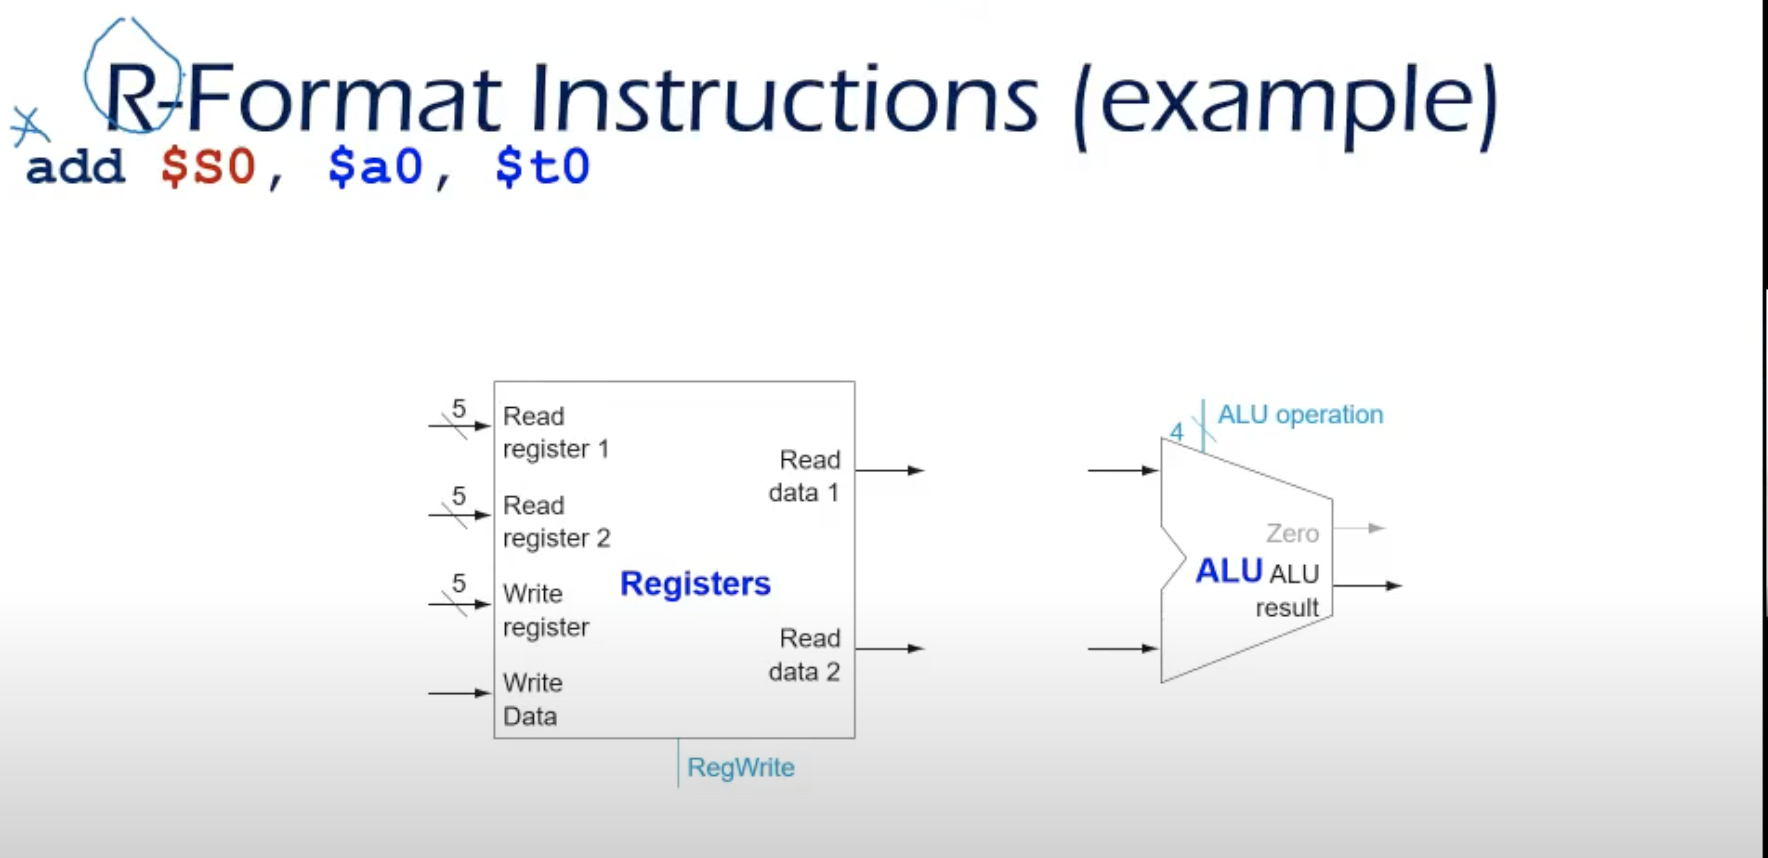 R-Format Instructions (example)
add $S0, $a0, $t0
5
Read
register 1
5
Read
register 2
5
Write
register
Write
Data
Registers
Read
data 1
Read
data 2
RegWrite
4
ALU operation
Zero
ALU ALU
result